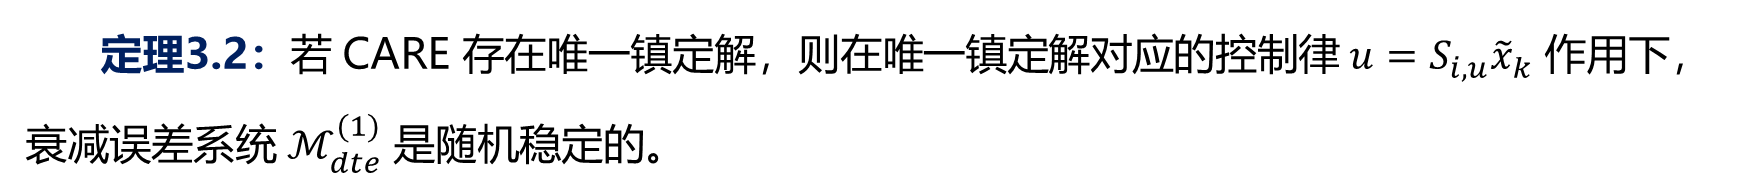 定理3.2：若 CARE 存在唯一镇定解，则在唯一镇定解对应的控制律 $u = S_{i,u}\tilde{x}_k$ 作用下，
衰减误差系统 $\mathcal{M}_{dte}^{(1)}$ 是随机稳定的。